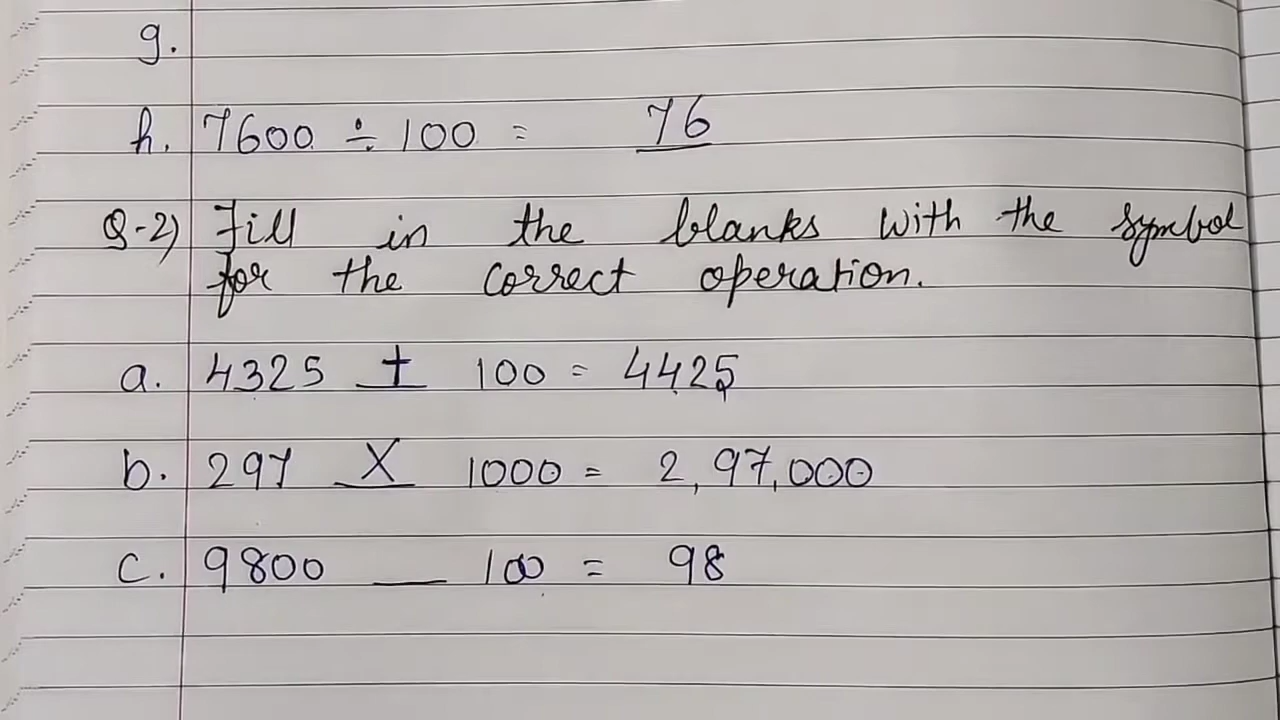 g.
h. 7600 ÷ 100 = 76
Q-2) Fill in the blanks with the symbol
for the correct operation.
a. 4325 + 100 = 4425
b. 297 X 1000 = 2,97,000
c. 9800 __ 100 = 98